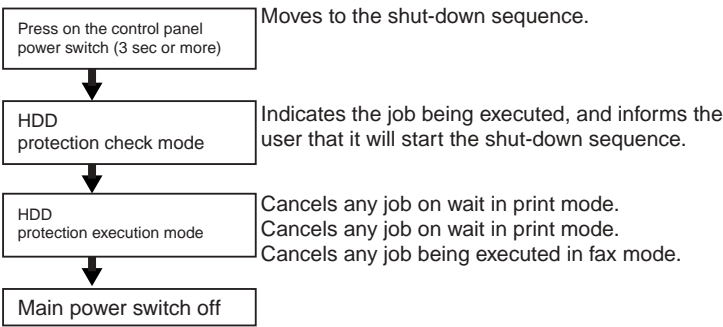 Press on the control panel
power switch (3 sec or more)
Moves to the shut-down sequence.
HDD
protection check mode
Indicates the job being executed, and informs the
user that it will start the shut-down sequence.
HDD
protection execution mode
Cancels any job on wait in print mode.
Cancels any job on wait in print mode.
Cancels any job being executed in fax mode.
Main power switch off